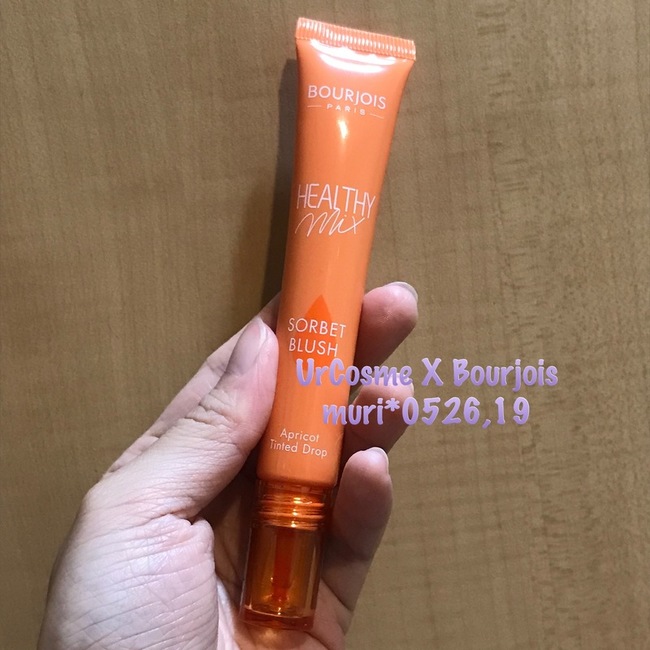 BOURJOIS
PARIS
HEALTHY
mix
SORBET
BLUSH
UrCosme X Bourjois
muri*0526,19
Apricot
Tinted Drop